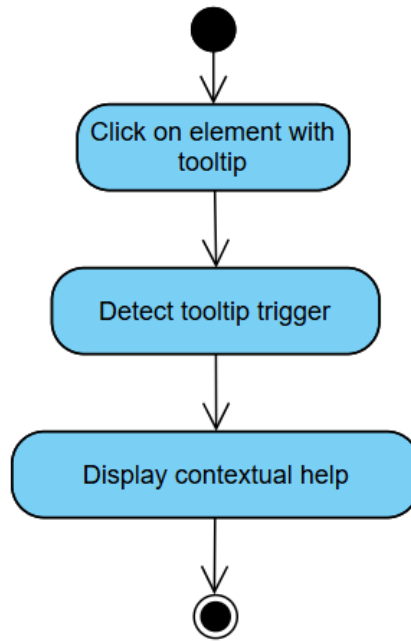 Click on element with
tooltip
Detect tooltip trigger
Display contextual help